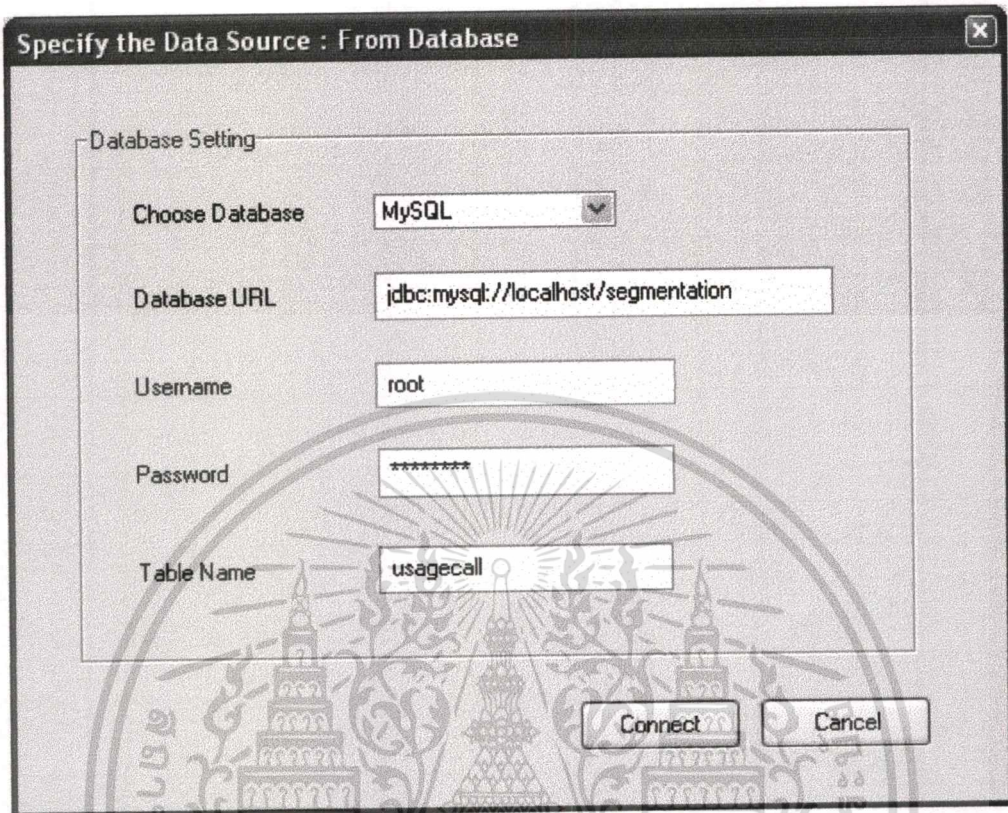 Specify the Data Source : From Database
Database Setting
Choose Database MySQL
Database URL jdbc:mysql://localhost/segmentation
Username root
Password ********
Table Name usagecall
Connect Cancel